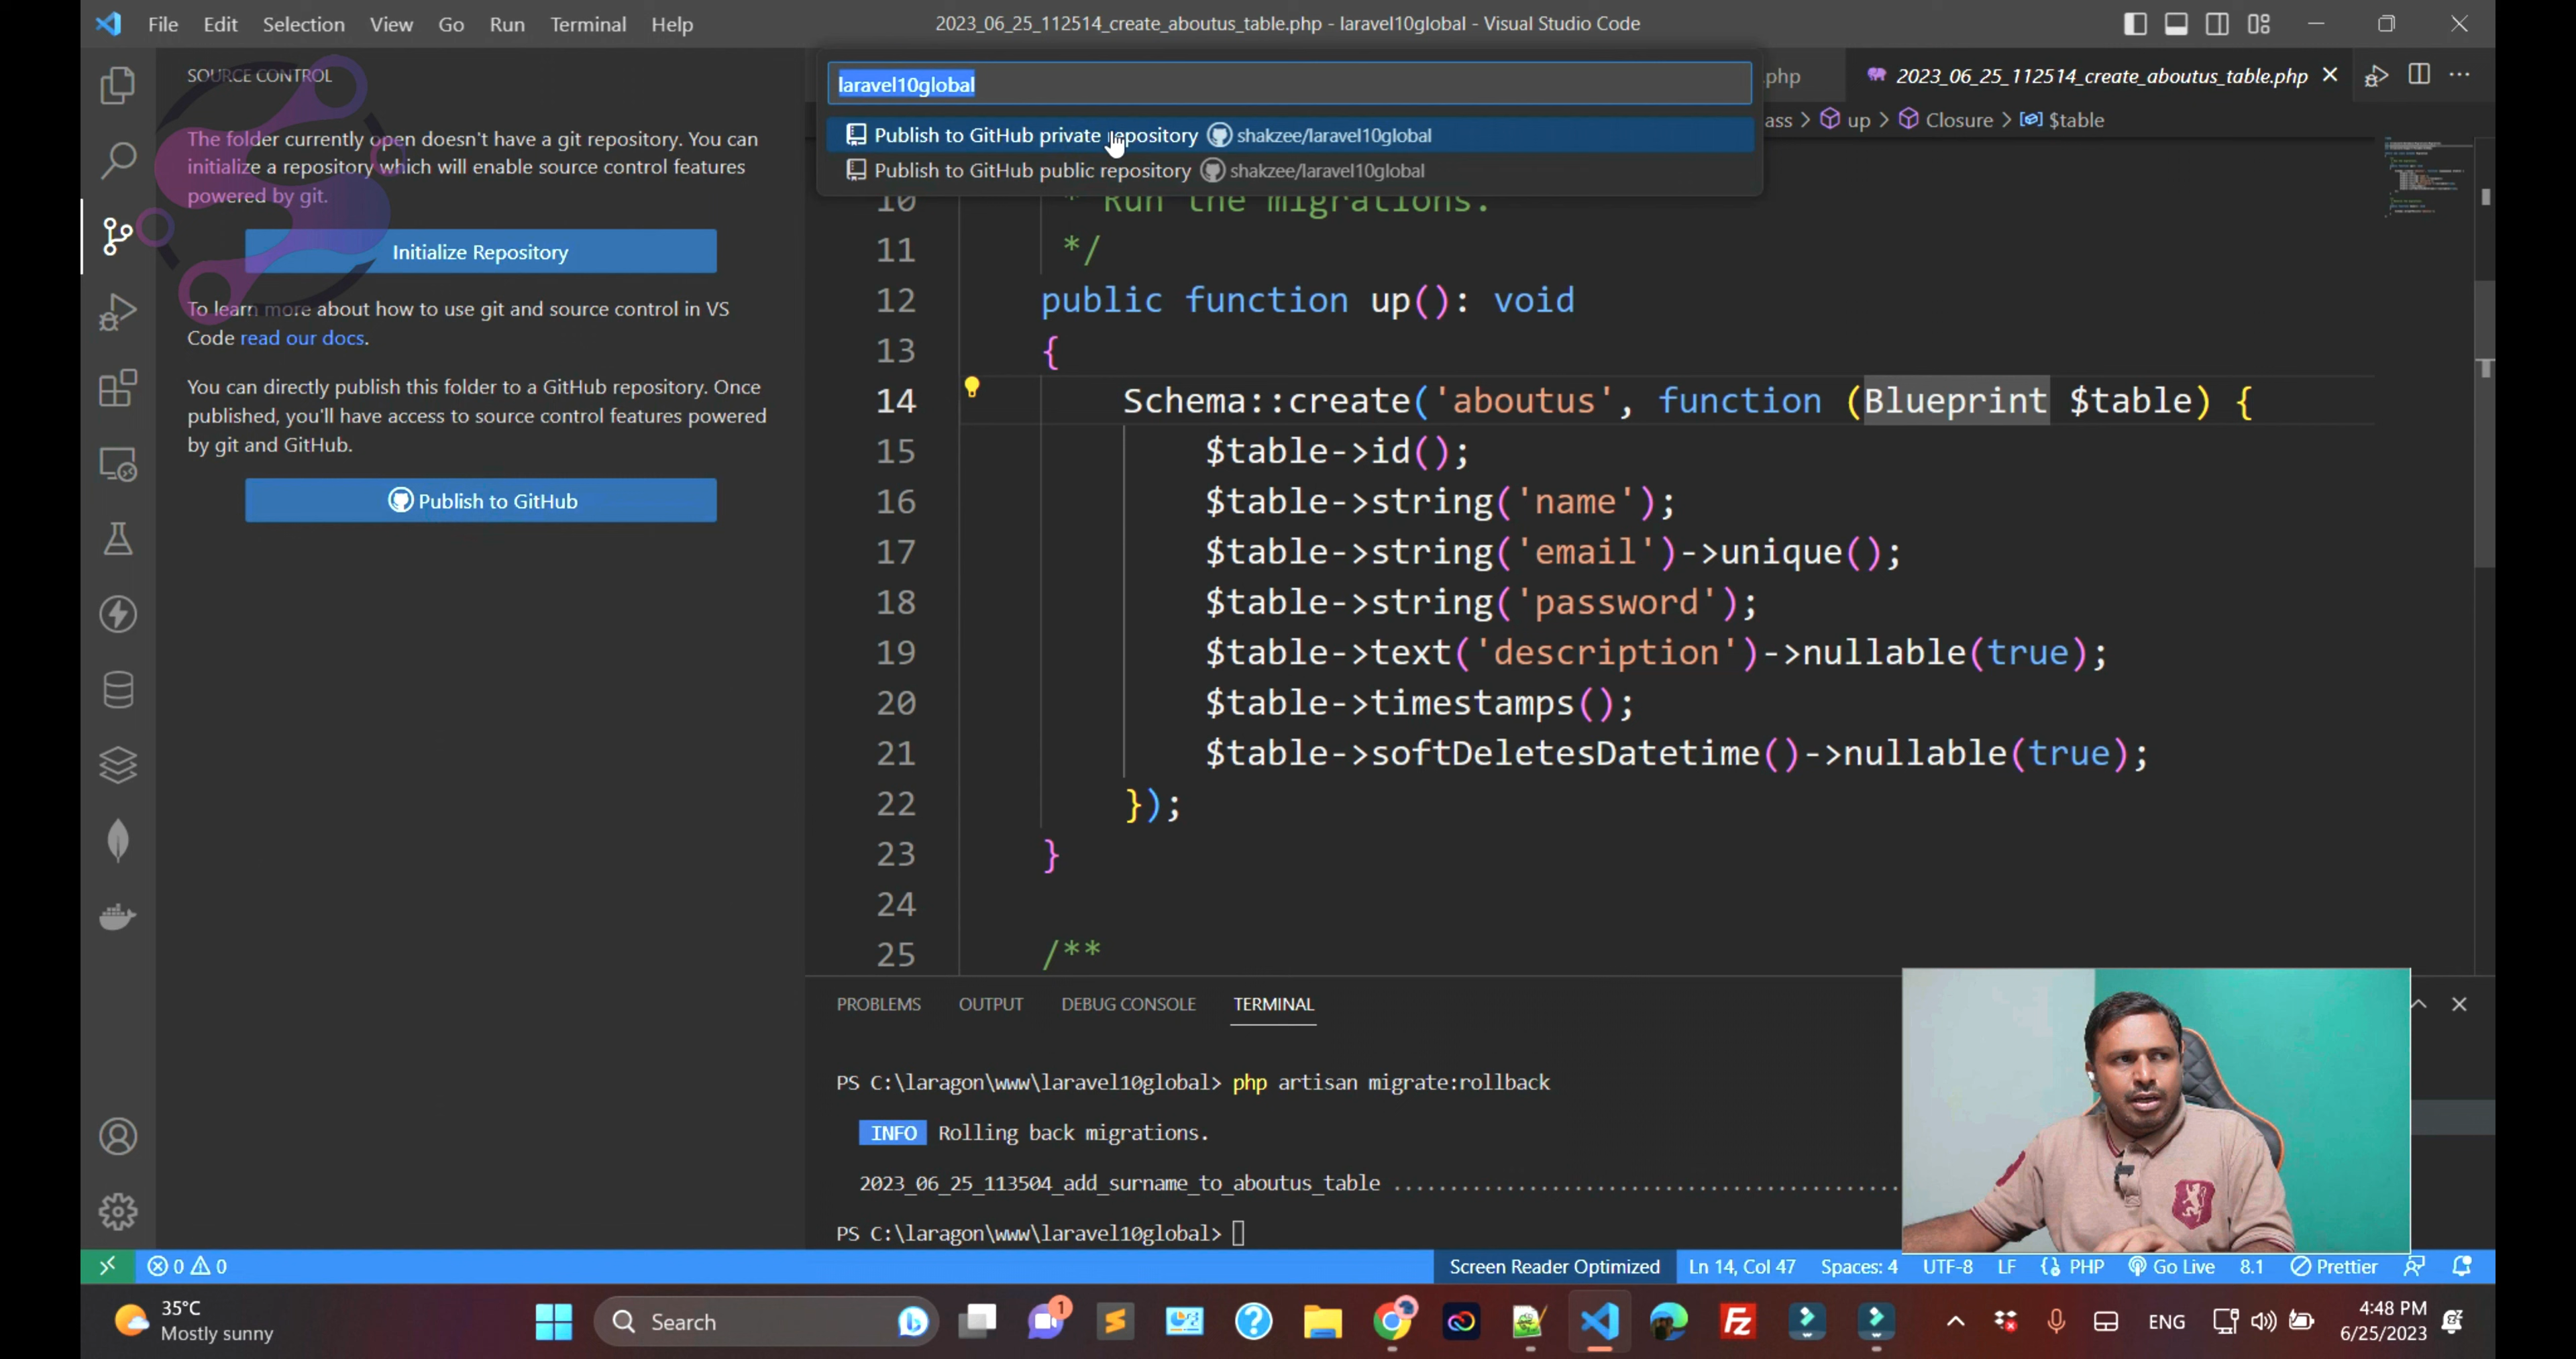 File Edit Selection View Go Run Terminal Help
2023_06_25_112514_create_aboutus_table.php - laravel10global - Visual Studio Code
SOURCE CONTROL
The folder currently open doesn't have a git repository. You can
initialize a repository which will enable source control features
powered by git.
Initialize Repository
To learn more about how to use git and source control in VS
Code read our docs.
You can directly publish this folder to a GitHub repository. Once
published, you'll have access to source control features powered
by git and GitHub.
Publish to GitHub
laravel10global
Publish to GitHub private repository shakzee/laravel10global
Publish to GitHub public repository shakzee/laravel10global
.php
2023_06_25_112514_create_aboutus_table.php
ass > up > Closure > $table
10 * Run the migrations.
11 */
12 public function up(): void
13 {
14 Schema::create('aboutus', function (Blueprint $table) {
15 $table->id();
16 $table->string('name');
17 $table->string('email')->unique();
18 $table->string('password');
19 $table->text('description')->nullable(true);
20 $table->timestamps();
21 $table->softDeletesDatetime()->nullable(true);
22 });
23 }
24
25 /**
PROBLEMS OUTPUT DEBUG CONSOLE TERMINAL
PS C:\laragon\www\laravel10global> php artisan migrate:rollback
INFO Rolling back migrations.
2023_06_25_113504_add_surname_to_aboutus_table ..............................................
PS C:\laragon\www\laravel10global>
0 0
Screen Reader Optimized Ln 14, Col 47 Spaces: 4 UTF-8 LF PHP Go Live 8.1 Prettier
35°C
Mostly sunny
Search
1
Fz
ENG
4:48 PM
6/25/2023